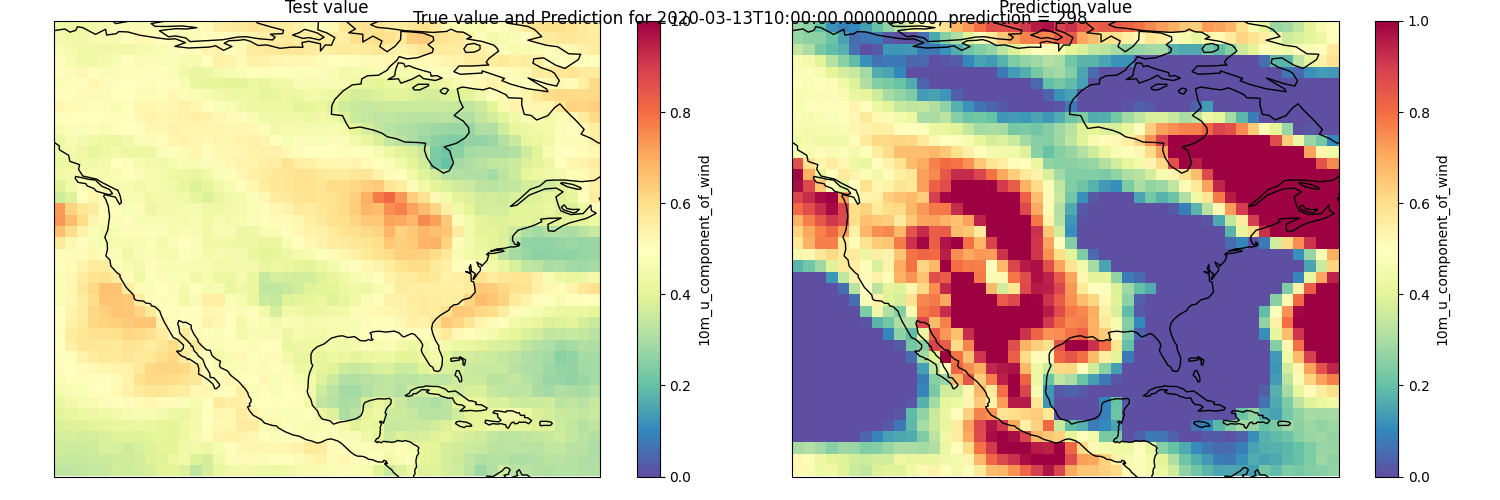 Test value
Prediction value
True value and Prediction for 2020-03-13T10:00:00.000000000, prediction = 298
1.0
0.8
0.6
0.4
0.2
0.0
10m_u_component_of_wind
1.0
0.8
0.6
0.4
0.2
0.0
10m_u_component_of_wind